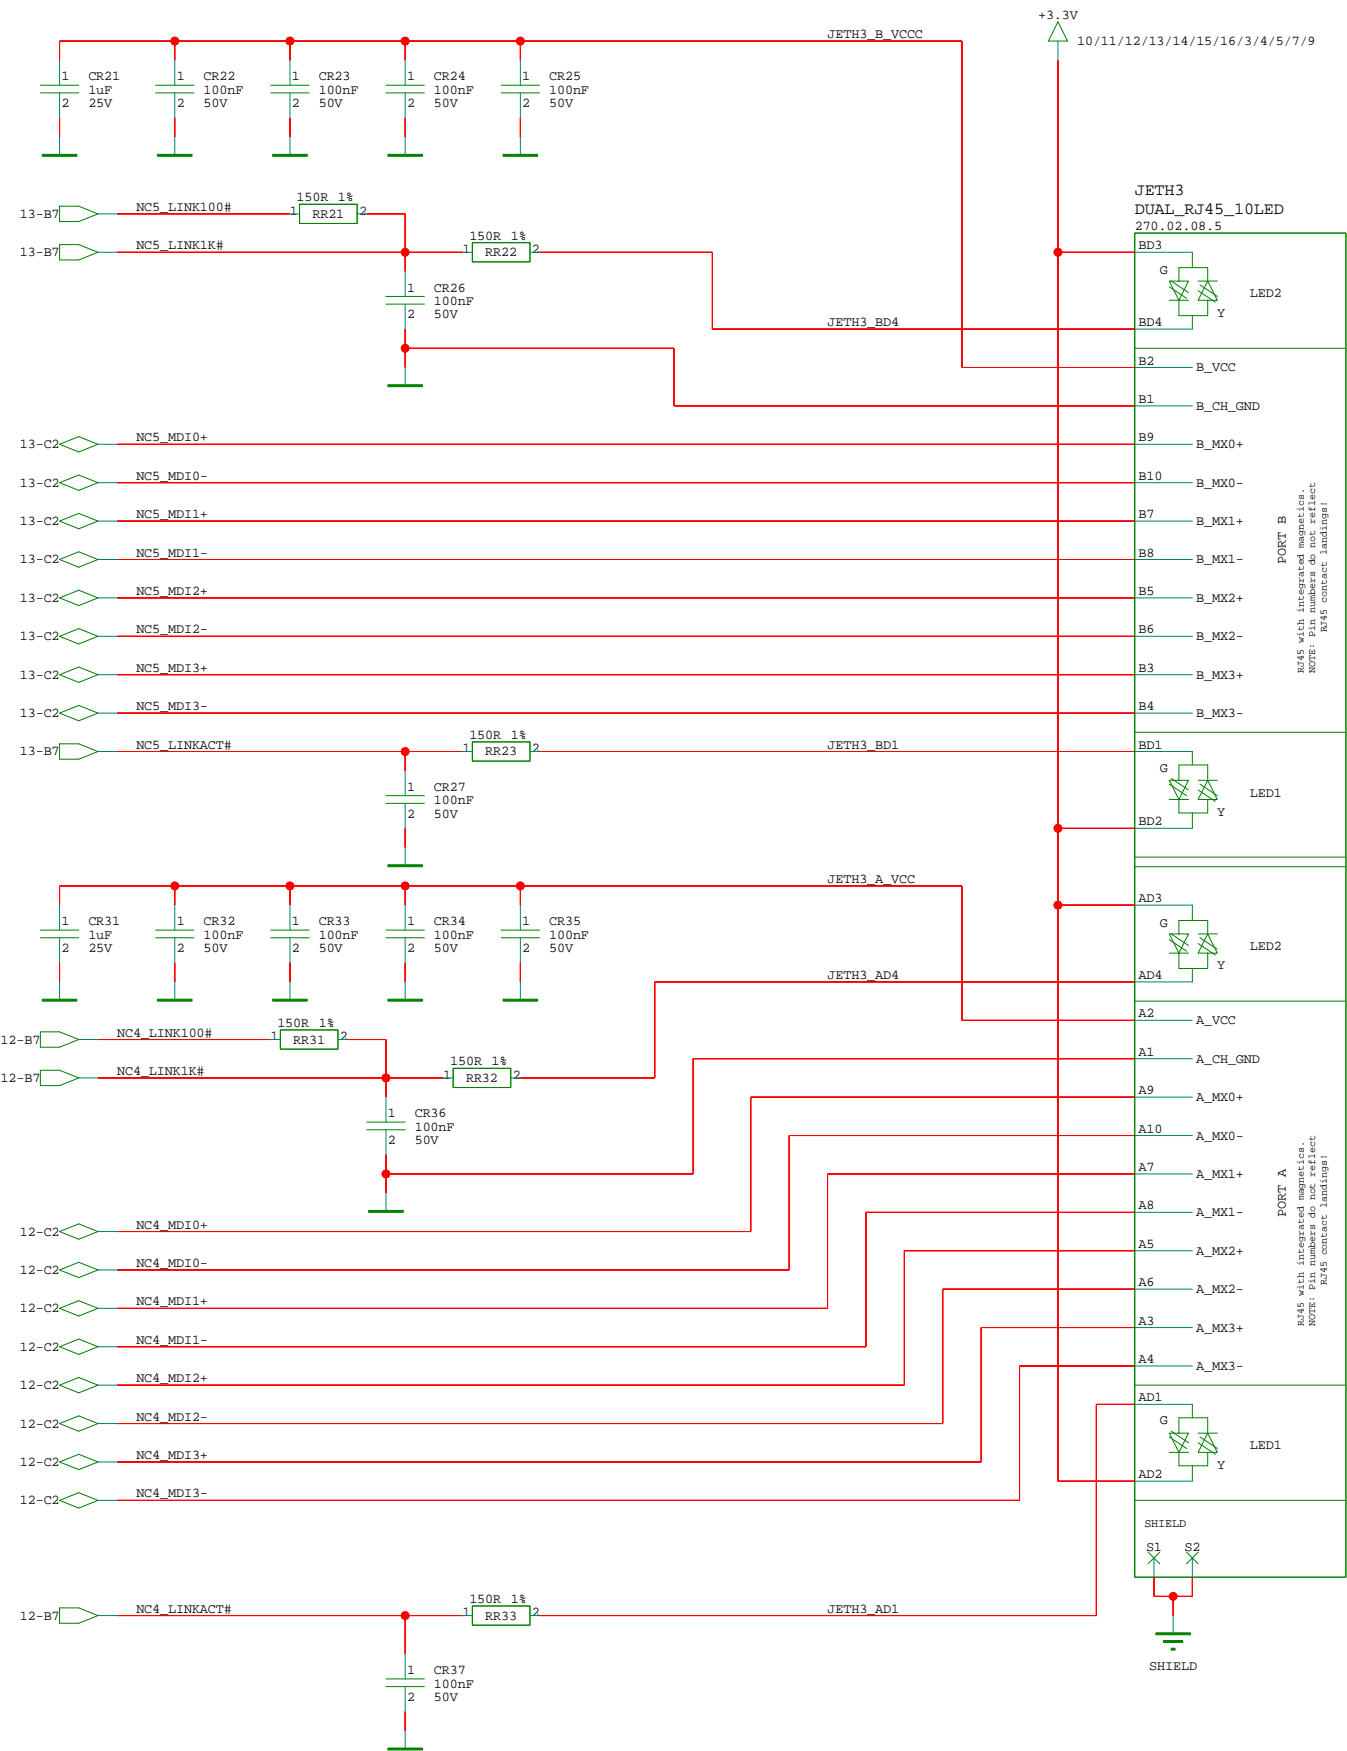 +3.3V
10/11/12/13/14/15/16/3/4/5/7/9
JETH3_B_VCCC
1 CR21 1 CR22 1 CR23 1 CR24 1 CR25
1uF 100nF 100nF 100nF 100nF
2 25V 2 50V 2 50V 2 50V 2 50V
JETH3
DUAL_RJ45_10LED
270.02.08.5
150R 1%
13-B7 NC5_LINK100# 1 RR21 2
150R 1%
13-B7 NC5_LINK1K# 1 RR22 2 BD3
G
LED2
Y
1 CR26
100nF
2 50V
JETH3_BD4 BD4
B2 B_VCC
B1 B_CH_GND
13-C2 NC5_MDI0+ B9 B_MX0+
13-C2 NC5_MDI0- B10 B_MX0-
13-C2 NC5_MDI1+ B7 B_MX1+
13-C2 NC5_MDI1- B8 B_MX1-
13-C2 NC5_MDI2+ B5 B_MX2+
13-C2 NC5_MDI2- B6 B_MX2-
13-C2 NC5_MDI3+ B3 B_MX3+
13-C2 NC5_MDI3- B4 B_MX3-
PORT B
RJ45 with integrated magnetics.
NOTE: Pin numbers do not reflect
RJ45 contact landings!
150R 1%
13-B7 NC5_LINKACT# 1 RR23 2 JETH3_BD1 BD1
G
LED1
Y
1 CR27
100nF
2 50V
BD2
JETH3_A_VCC
1 CR31 1 CR32 1 CR33 1 CR34 1 CR35
1uF 100nF 100nF 100nF 100nF
2 25V 2 50V 2 50V 2 50V 2 50V
AD3
G
LED2
Y
JETH3_AD4 AD4
150R 1%
12-B7 NC4_LINK100# 1 RR31 2
A2 A_VCC
150R 1%
12-B7 NC4_LINK1K# 1 RR32 2
A1 A_CH_GND
1 CR36
100nF
2 50V
A9 A_MX0+
A10 A_MX0-
A7 A_MX1+
A8 A_MX1-
A5 A_MX2+
A6 A_MX2-
A3 A_MX3+
A4 A_MX3-
PORT A
RJ45 with integrated magnetics.
NOTE: Pin numbers do not reflect
RJ45 contact landings!
12-C2 NC4_MDI0+
12-C2 NC4_MDI0-
12-C2 NC4_MDI1+
12-C2 NC4_MDI1-
12-C2 NC4_MDI2+
12-C2 NC4_MDI2-
12-C2 NC4_MDI3+
12-C2 NC4_MDI3-
AD1
G
LED1
Y
AD2
SHIELD
S1 S2
SHIELD
150R 1%
12-B7 NC4_LINKACT# 1 RR33 2 JETH3_AD1
1 CR37
100nF
2 50V